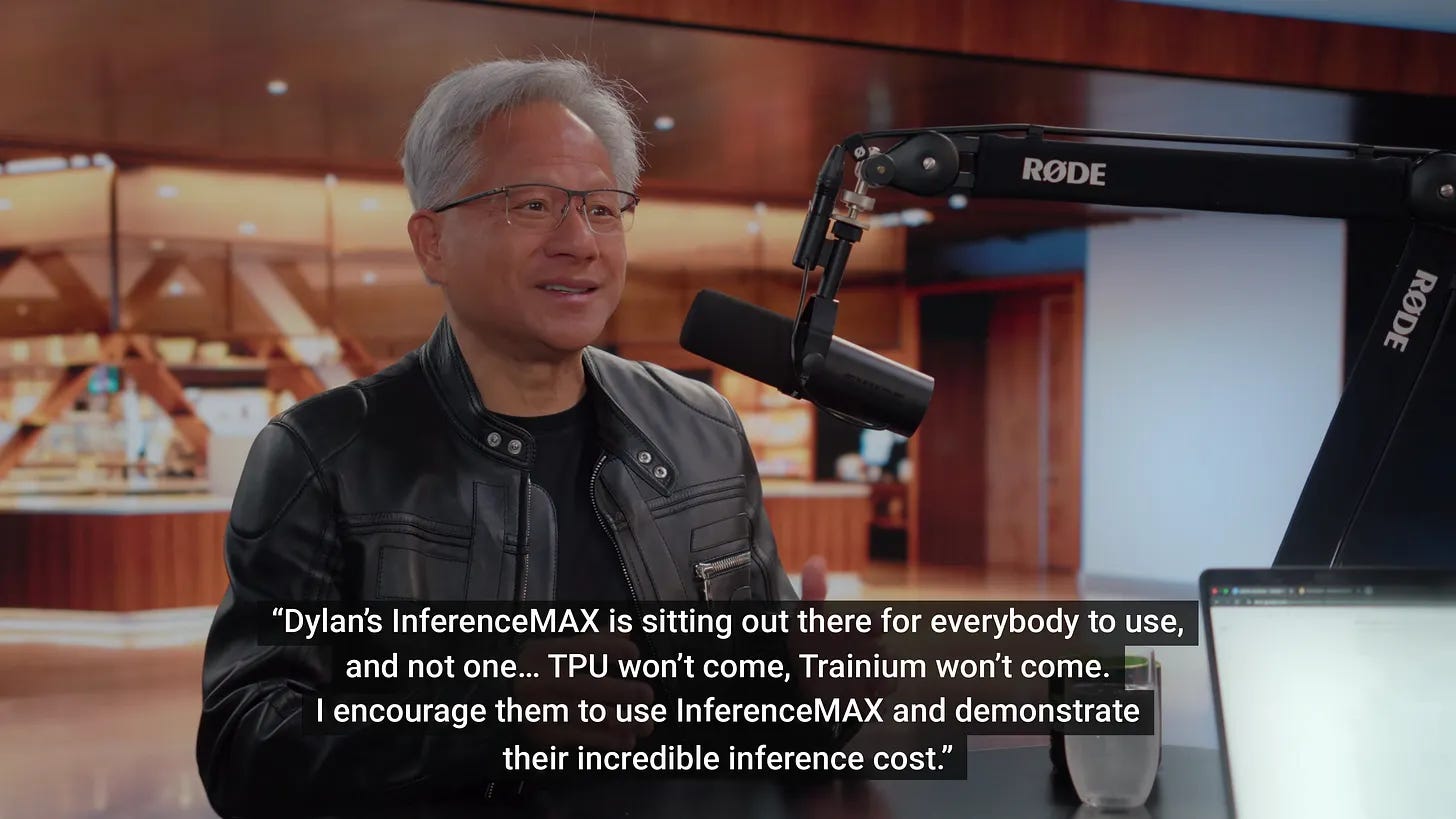 RØDE
RØDE
“Dylan’s InferenceMAX is sitting out there for everybody to use,
and not one... TPU won’t come, Trainium won’t come.
I encourage them to use InferenceMAX and demonstrate
their incredible inference cost.”